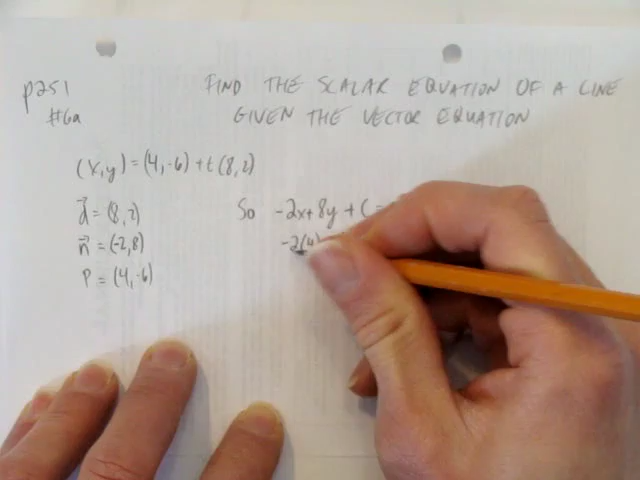 p251
#6a
FIND THE SCALAR EQUATION OF A LINE
GIVEN THE VECTOR EQUATION
(x,y) = (4,-6) + t(8,2)
d⃗ = (8,2)
n⃗ = (-2,8)
P = (4,-6)
So -2x+8y+C=
-2(4)